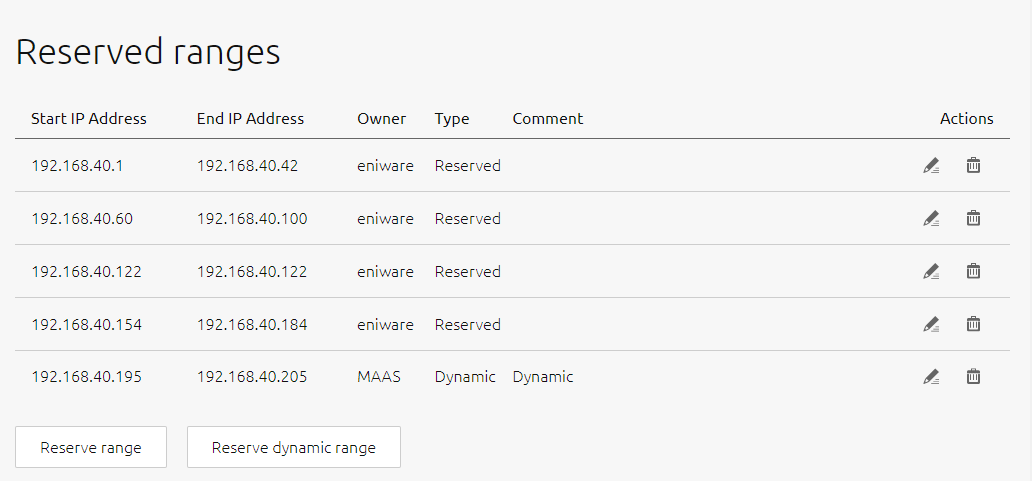 Reserved ranges
Start IP Address End IP Address Owner Type Comment Actions
192.168.40.1 192.168.40.42 eniware Reserved
192.168.40.60 192.168.40.100 eniware Reserved
192.168.40.122 192.168.40.122 eniware Reserved
192.168.40.154 192.168.40.184 eniware Reserved
192.168.40.195 192.168.40.205 MAAS Dynamic Dynamic
Reserve range Reserve dynamic range